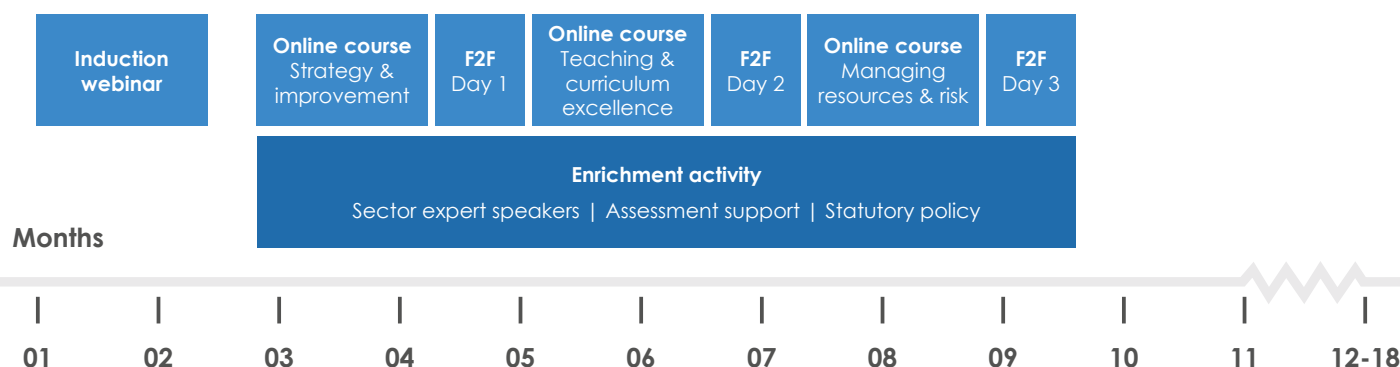 Induction
webinar
Online course
Strategy &
improvement
F2F
Day 1
Online course
Teaching &
curriculum
excellence
F2F
Day 2
Online course
Managing
resources & risk
F2F
Day 3
Enrichment activity
Sector expert speakers | Assessment support | Statutory policy
Months
01 02 03 04 05 06 07 08 09 10 11 12-18